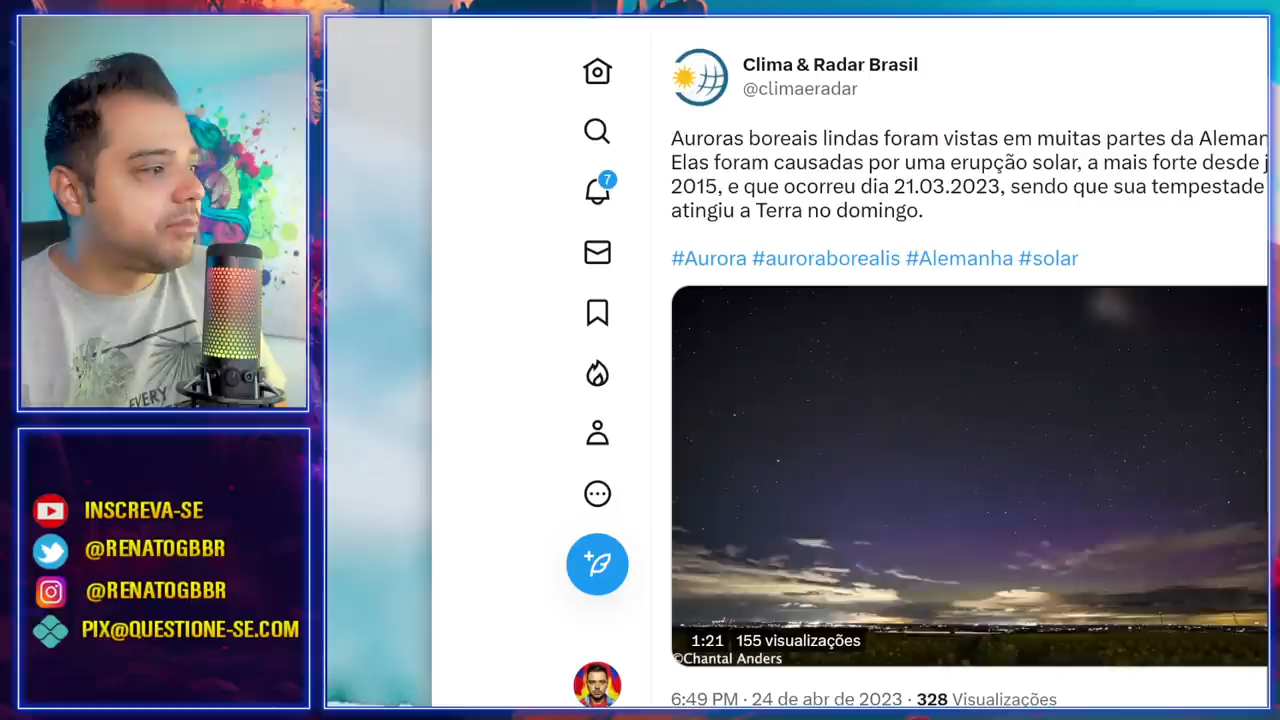 Clima & Radar Brasil
@climaeradar
7
Auroras boreais lindas foram vistas em muitas partes da
Elas foram causadas por uma erupção solar, a mais forte desde
2015, e que ocorreu dia 21.03.2023, sendo que sua tempestade
atingiu a Terra no domingo.
#Aurora #auroraborealis #Alemanha #solar
1:21 155 visualizações
©Chantal Anders
6:49 PM · 24 de abr de 2023 · 328 Visualizações
EVERY
INSCREVA-SE
@RENATOGBBR
@RENATOGBBR
PIX@QUESTIONE-SE.COM